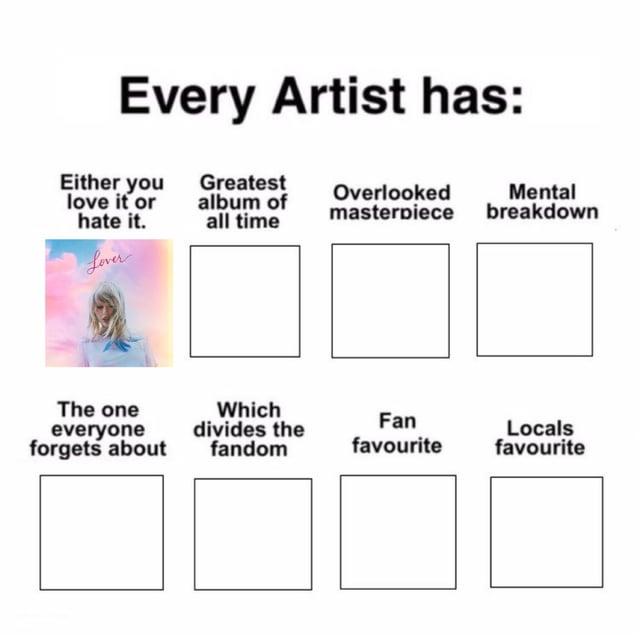 Every Artist has:
Either you
love it or
hate it.
Greatest
album of
all time
Overlooked
masterpiece
Mental
breakdown
Lover
The one
everyone
forgets about
Which
divides the
fandom
Fan
favourite
Locals
favourite